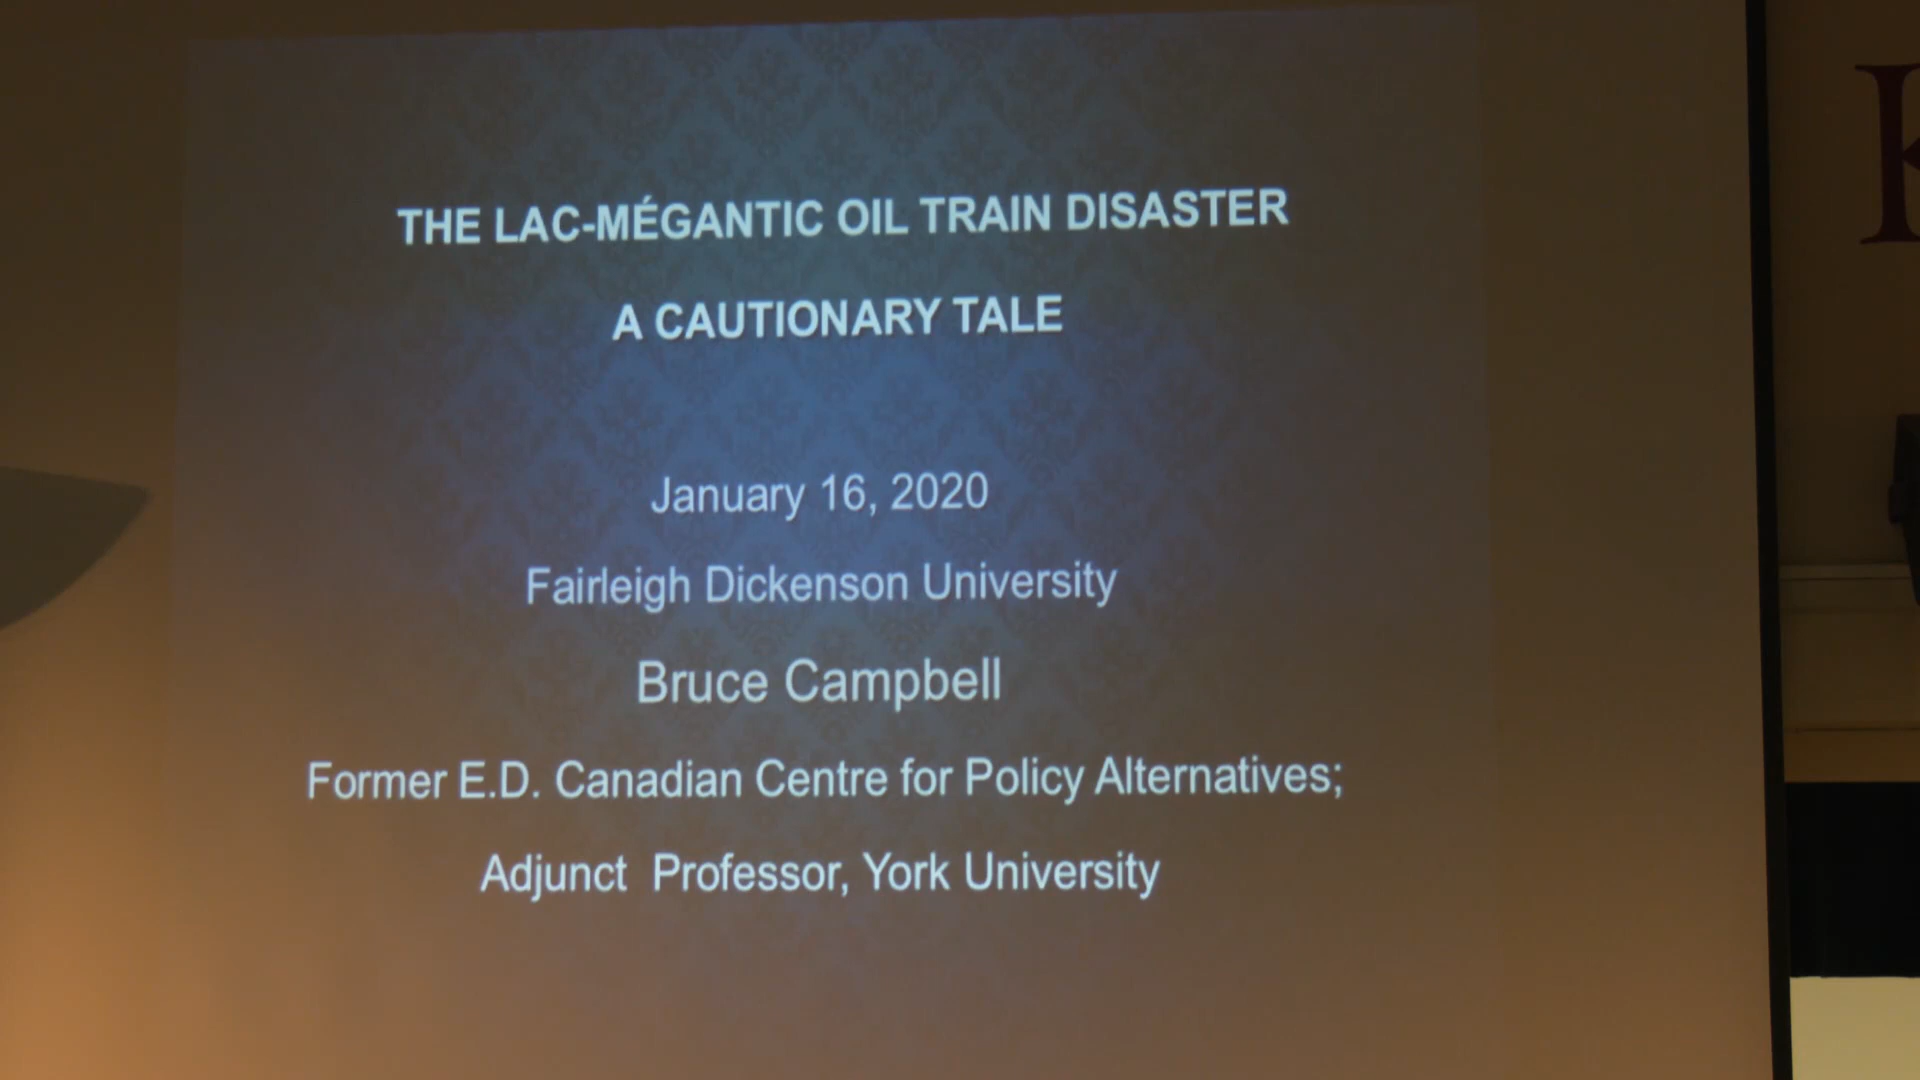 THE LAC-MÉGANTIC OIL TRAIN DISASTER
A CAUTIONARY TALE
January 16, 2020
Fairleigh Dickenson University
Bruce Campbell
Former E.D. Canadian Centre for Policy Alternatives;
Adjunct Professor, York University